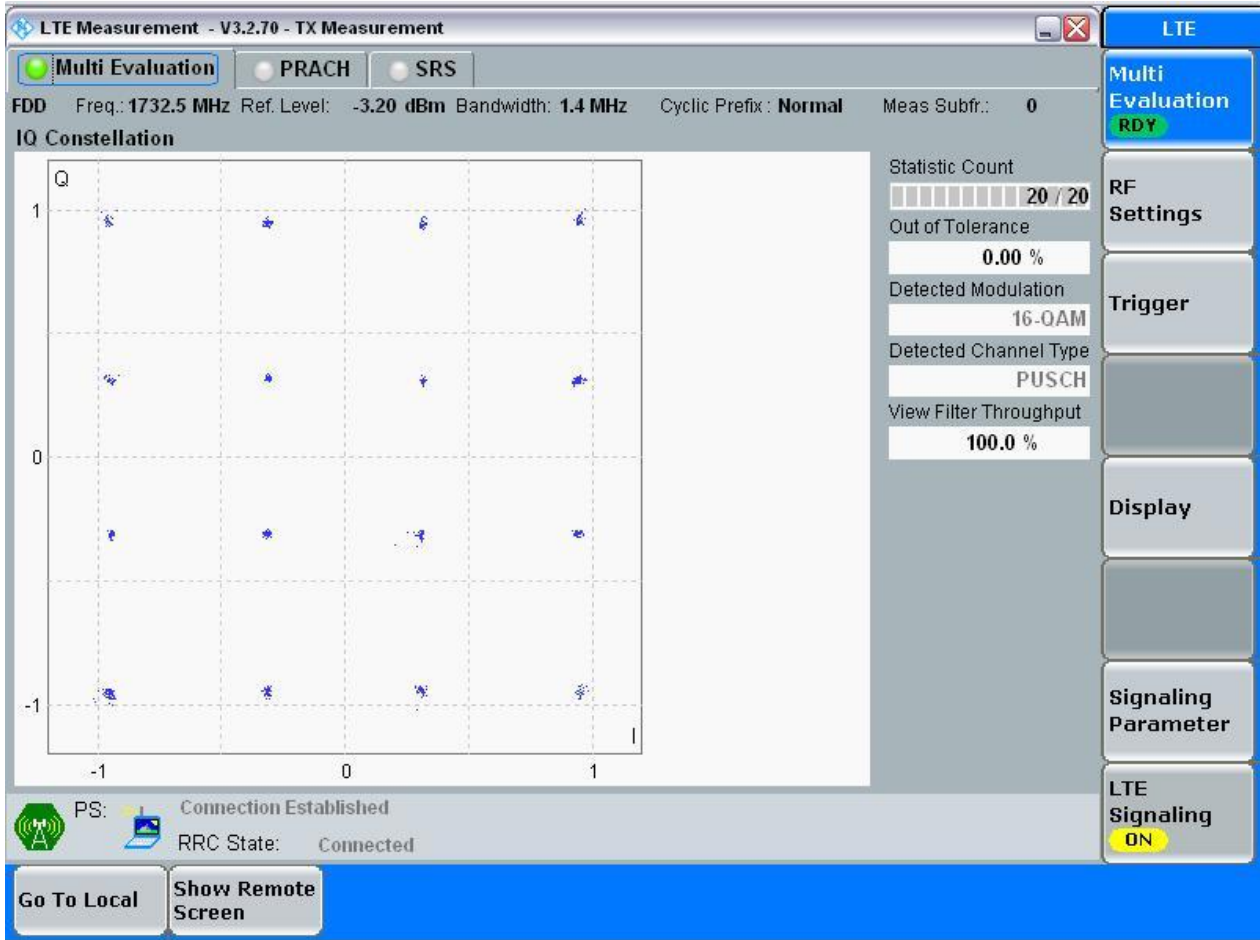 LTE Measurement - V3.2.70 - TX Measurement
LTE
Multi Evaluation PRACH SRS
FDD Freq.: 1732.5 MHz Ref. Level: -3.20 dBm Bandwidth: 1.4 MHz Cyclic Prefix : Normal Meas Subfr.: 0
IQ Constellation
Q
1
0
-1
I
-1 0 1
Statistic Count
20 / 20
Out of Tolerance
0.00 %
Detected Modulation
16-QAM
Detected Channel Type
PUSCH
View Filter Throughput
100.0 %
Multi
Evaluation
RDY
RF
Settings
Trigger
Display
Signaling
Parameter
LTE
Signaling
ON
PS: Connection Established
RRC State: Connected
Go To Local
Show Remote
Screen